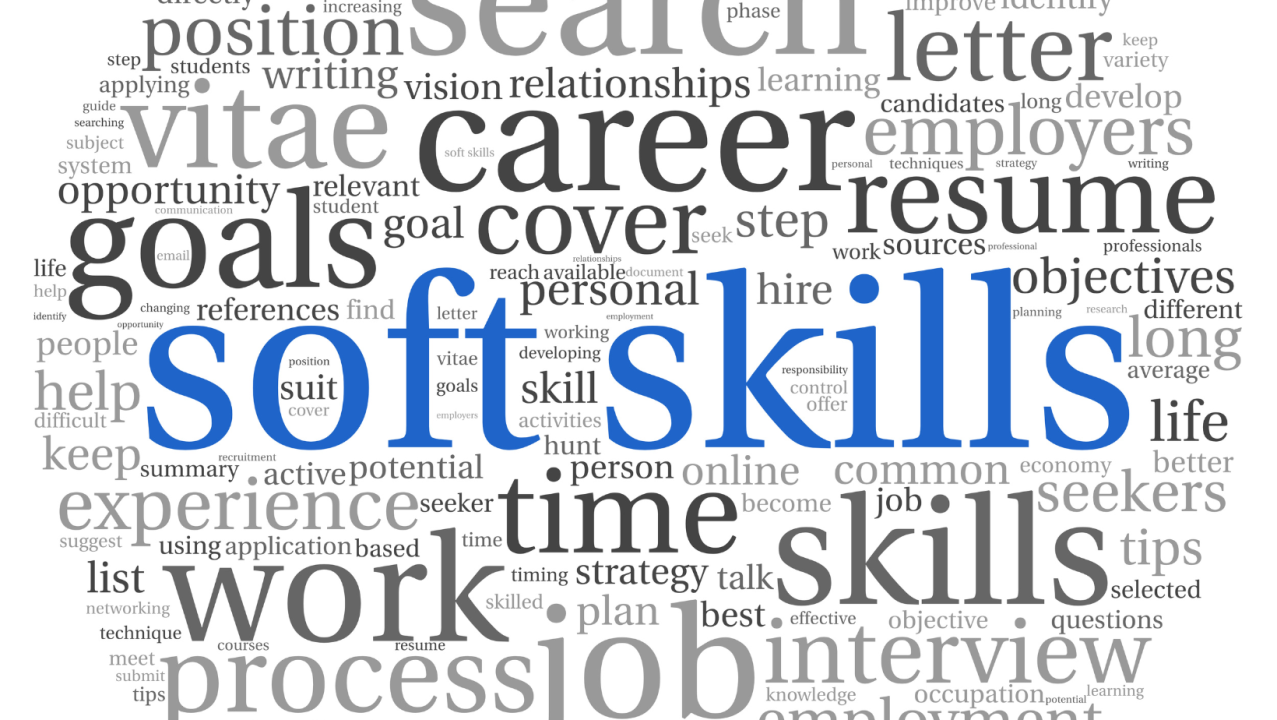 directly increasing search phase improve identify
position letter keep
step students writing vision relationships learning variety
applying candidates long develop
guide vitae career employers
searching
subject soft skills personal techniques strategy writing
system
opportunity relevant resume
communication student goals goal cover seek step
email work sources professional professionals
life relationships
help reach available document objectives
personal hire
identify changing references find letter employment planning research different
opportunity
people soft skills long
position vitae working
developing responsibility average
help suit goals skill control
cover employers activities offer life
difficult
keep hunt
recruitment
summary active potential person online common economy better
experience seeker time become job skills seekers
suggest using application based time tips
list work timing strategy talk selected
networking skilled plan best effective objective questions
technique courses resume job interview
meet process
submit
tips knowledge occupation potential learning
employment